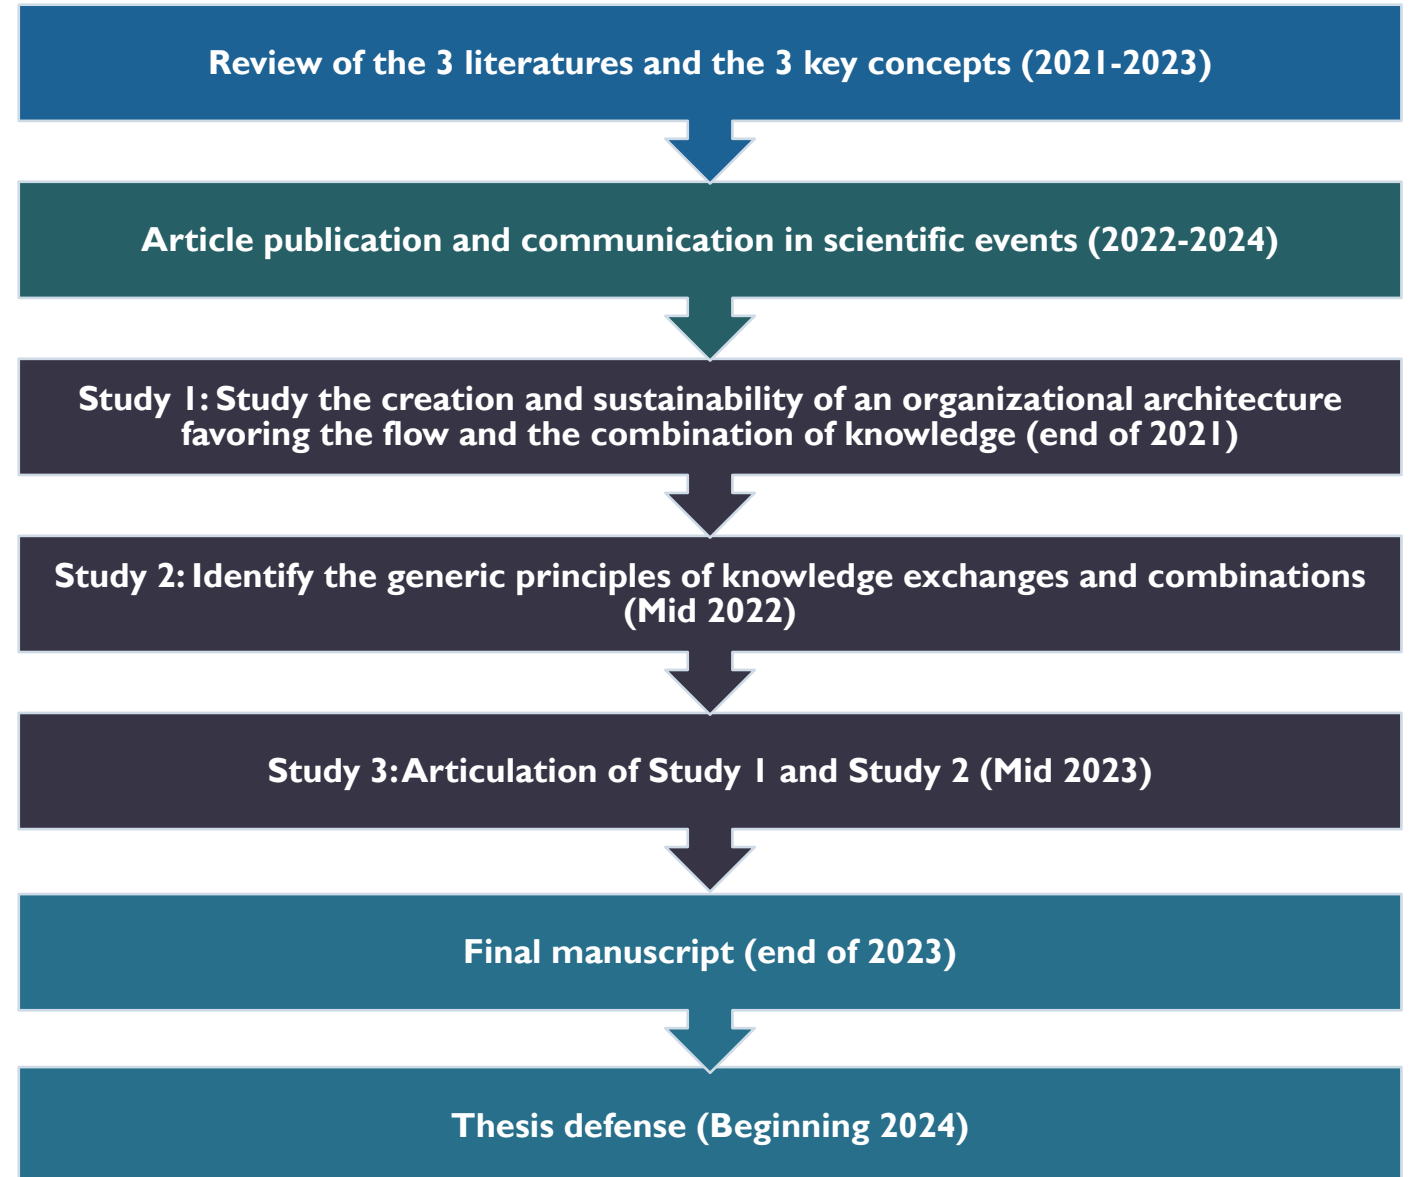 Review of the 3 literatures and the 3 key concepts (2021-2023)
Article publication and communication in scientific events (2022-2024)
Study 1: Study the creation and sustainability of an organizational architecture
favoring the flow and the combination of knowledge (end of 2021)
Study 2: Identify the generic principles of knowledge exchanges and combinations
(Mid 2022)
Study 3: Articulation of Study 1 and Study 2 (Mid 2023)
Final manuscript (end of 2023)
Thesis defense (Beginning 2024)